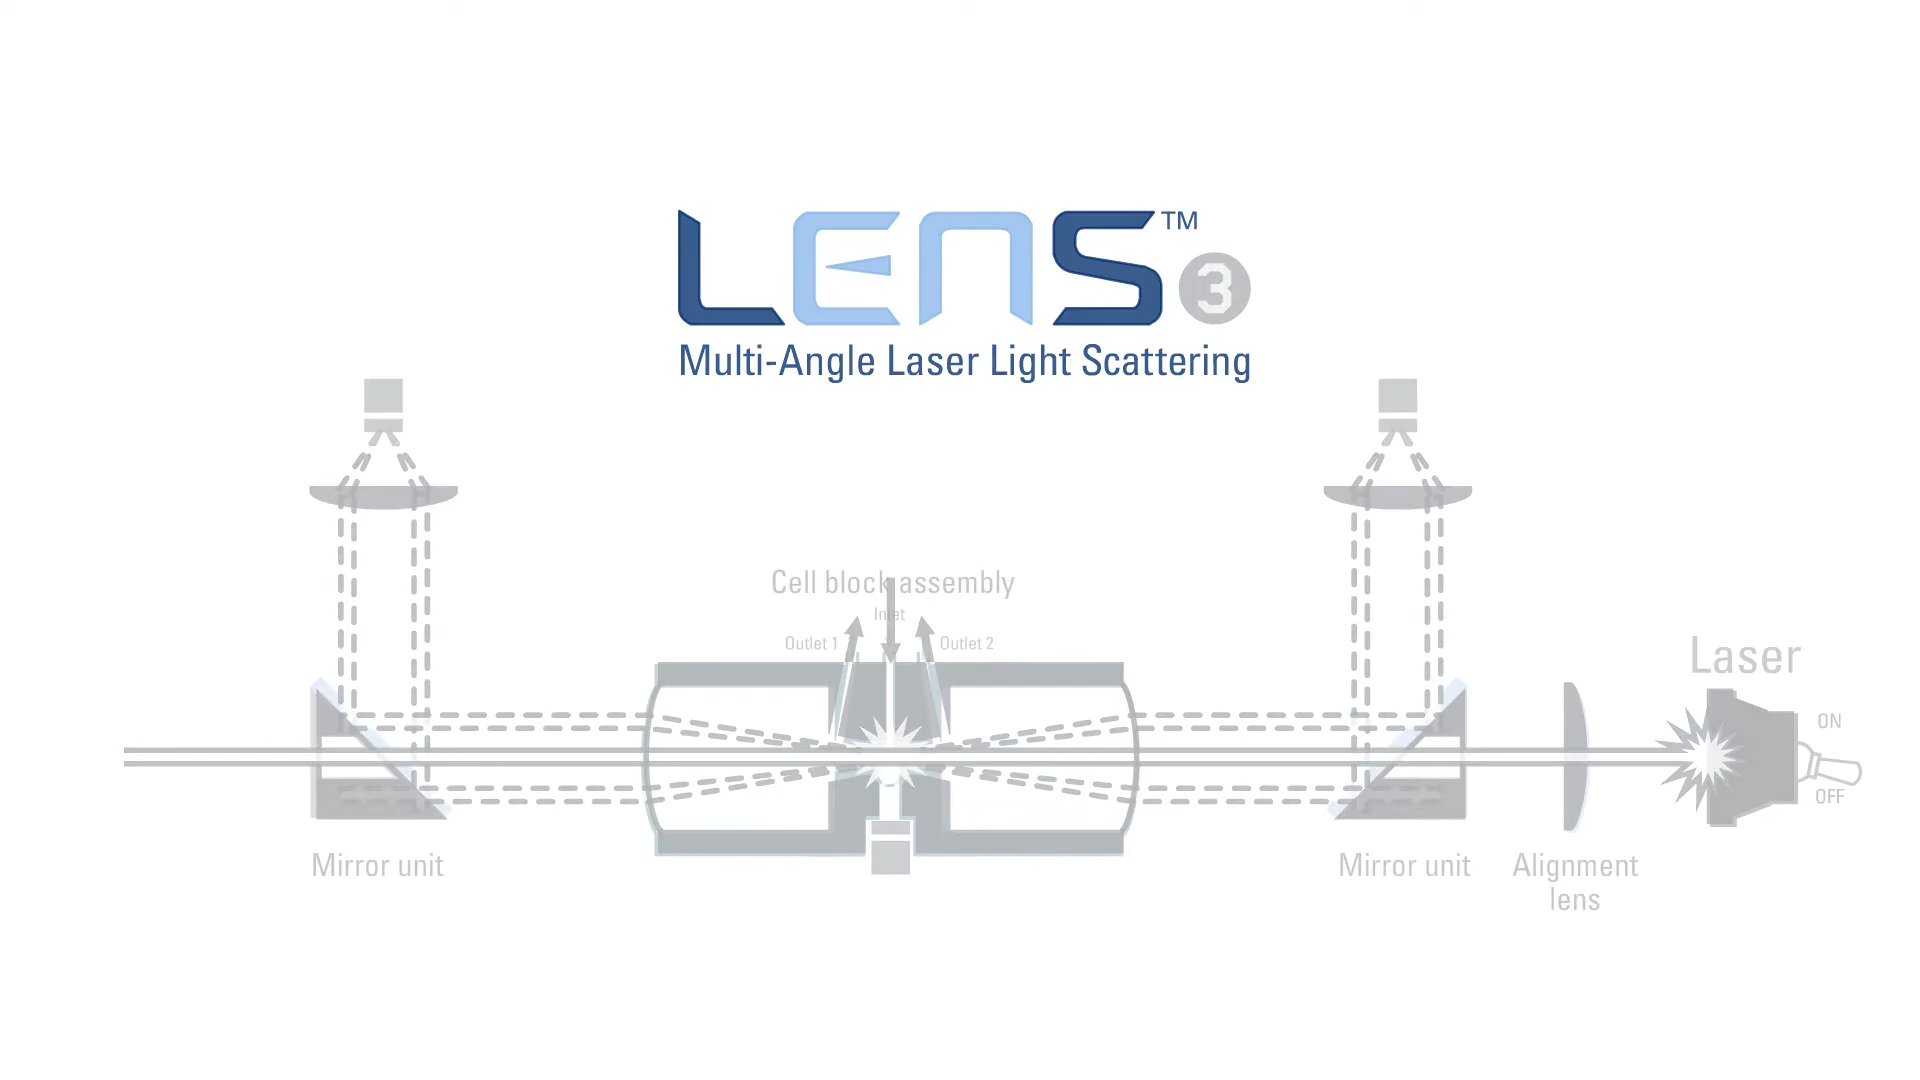 LENS™
3
Multi-Angle Laser Light Scattering
Cell block assembly
Inlet
Outlet 1
Outlet 2
Laser
ON
OFF
Mirror unit
Mirror unit
Alignment
lens